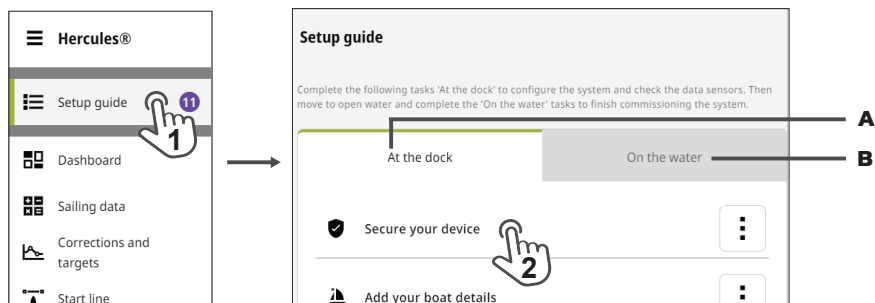 Hercules®
Setup guide 11
1
Dashboard
Sailing data
Corrections and
targets
Start line
Setup guide
Complete the following tasks 'At the dock' to configure the system and check the data sensors. Then
move to open water and complete the 'On the water' tasks to finish commissioning the system.
A
At the dock
On the water
B
Secure your device
2
Add your boat details